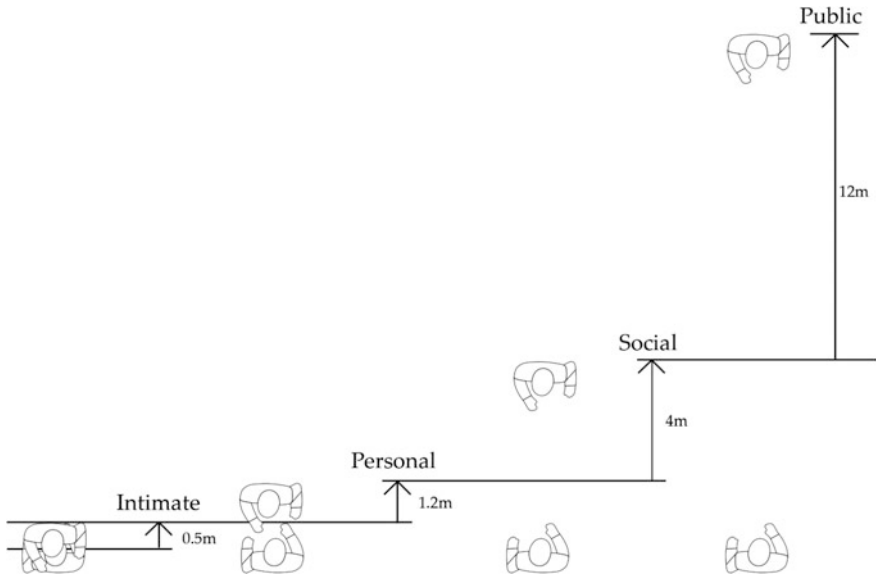 Public
12m
Social
4m
Personal
1.2m
Intimate
0.5m